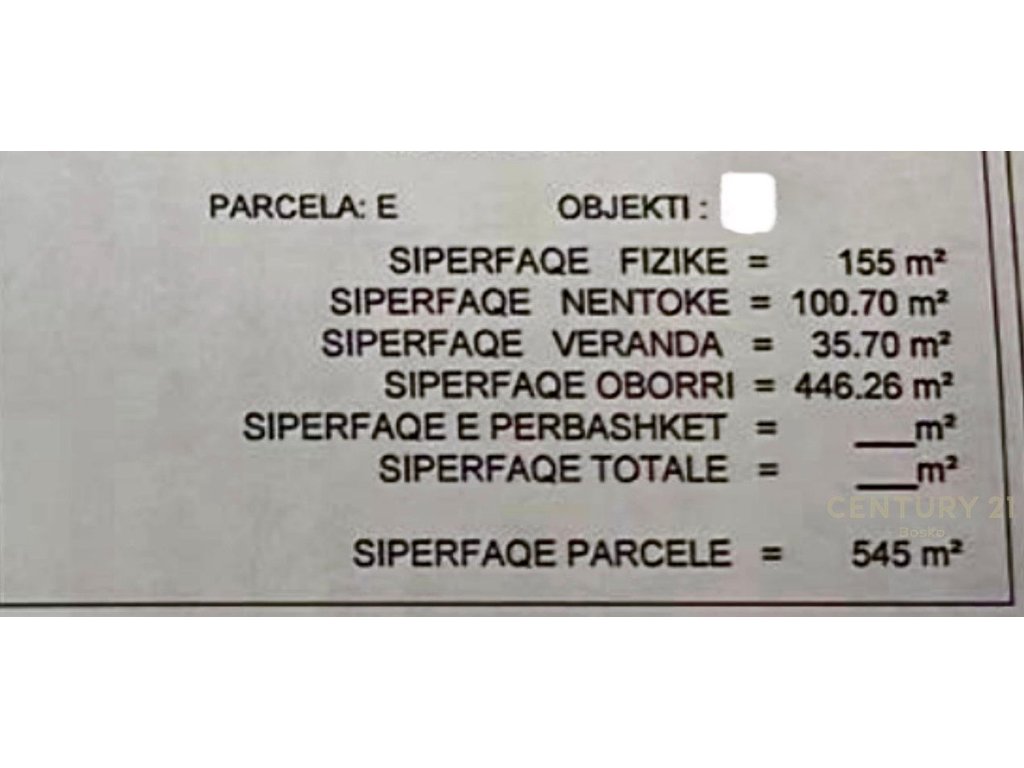 PARCELA: E OBJEKTI :
SIPERFAQE FIZIKE = 155 m²
SIPERFAQE NENTOKE = 100.70 m²
SIPERFAQE VERANDA = 35.70 m²
SIPERFAQE OBORRI = 446.26 m²
SIPERFAQE E PERBASHKET = ___m²
SIPERFAQE TOTALE = ___m²
CENTURY 21
Boska
SIPERFAQE PARCELE = 545 m²